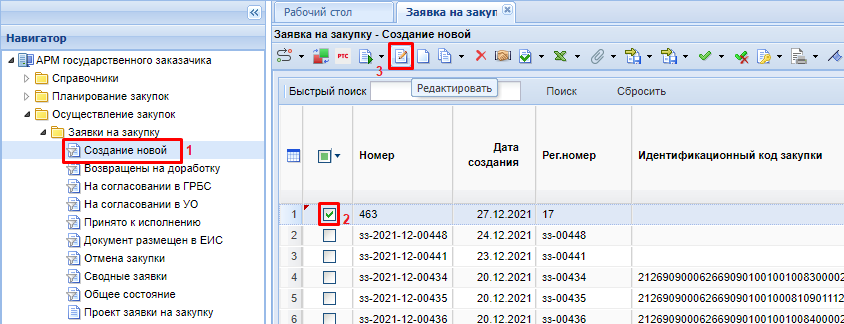 Рабочий стол
Заявка на закуп
Навигатор
АРМ государственного заказачика
Справочники
Планирование закупок
Осуществление закупок
Заявки на закупку
Создание новой
1
Возвращены на доработку
На согласовании в ГРБС
На согласовании в УО
Принято к исполнению
Документ размещен в ЕИС
Отмена закупки
Сводные заявки
Общее состояние
Проект заявки на закупку
Заявка на закупку - Создание новой
РТС
3
Редактировать
Быстрый поиск
Поиск
Сбросить
Номер
Дата создания
Рег.номер
Идентификационный код закупки
1 2 463 27.12.2021 17
2 зз-2021-12-00448 24.12.2021 зз-00448
3 зз-2021-12-00441 23.12.2021 зз-00441
4 зз-2021-12-00434 20.12.2021 зз-00434
5 зз-2021-12-00435 20.12.2021 зз-00435
6 зз-2021-12-00436 20.12.2021 зз-00436